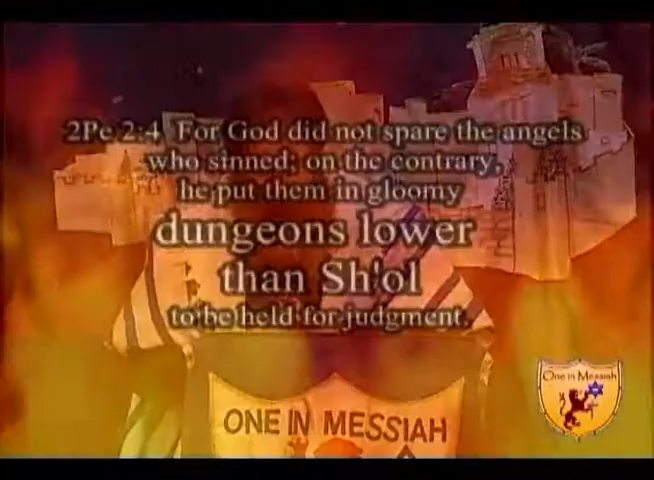 2Pe 2:4 For God did not spare the angels
who sinned; on the contrary,
he put them in gloomy
dungeons lower
than Sh'ol
to be held for judgment.
One in Messiah
ONE IN MESSIAH